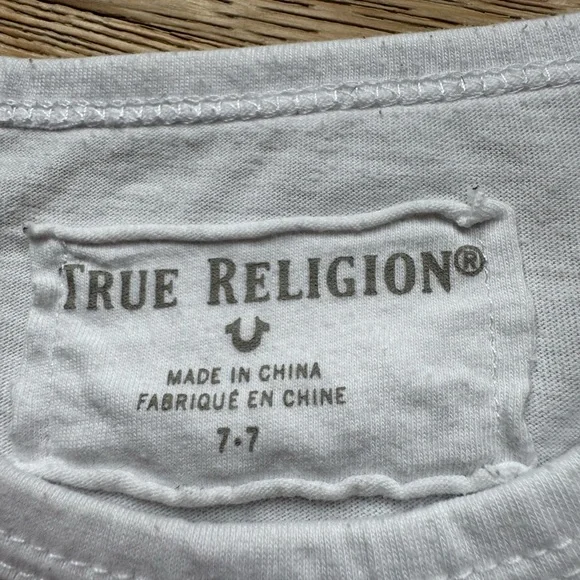 TRUE RELIGION®
MADE IN CHINA
FABRIQUÉ EN CHINE
7•7